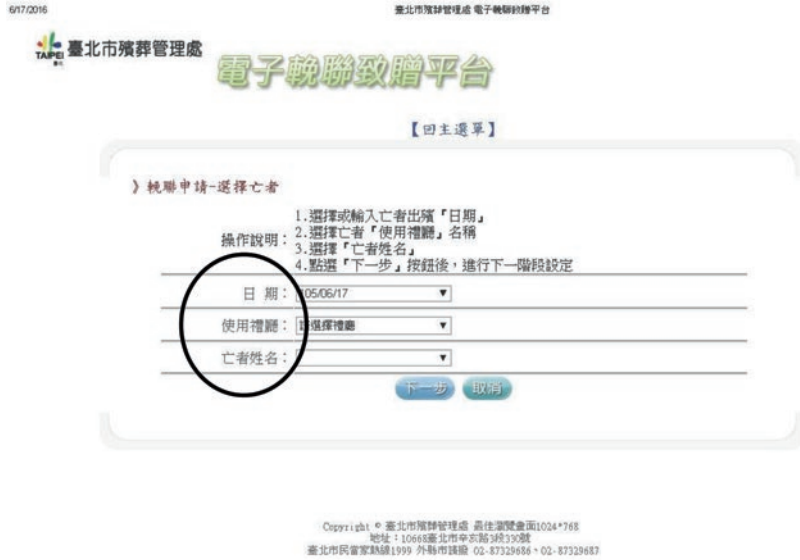 6/17/2016
臺北市殯葬管理處 電子輓聯致贈平台
TAIPEI
臺北市殯葬管理處
電子輓聯致贈平台
【回主選單】
》輓聯申請-選擇亡者
操作說明：
1.選擇或輸入亡者出殯『日期』
2.選擇亡者『使用禮廳』名稱
3.選擇『亡者姓名』
4.點選『下一步』按鈕後，進行下一階段設定
日 期： 105/06/17
使用禮廳： 請選擇禮廳
亡者姓名：
下一步 取消
Copyright © 臺北市殯葬管理處 最佳瀏覽畫面1024*768
地址：10668臺北市辛亥路3段330號
臺北市民當家熱線1999 外縣市請撥 02-87329686、02-87329687